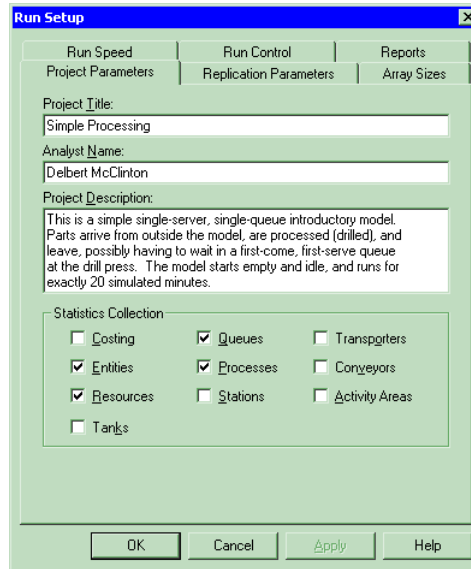 Run Setup
Run Speed Run Control Reports
Project Parameters Replication Parameters Array Sizes
Project Title:
Simple Processing
Analyst Name:
Delbert McClinton
Project Description:
This is a simple single-server, single-queue introductory model.
Parts arrive from outside the model, are processed (drilled), and
leave, possibly having to wait in a first-come, first-serve queue
at the drill press. The model starts empty and idle, and runs for
exactly 20 simulated minutes.
Statistics Collection
Costing Queues Transporters
Entities Processes Conveyors
Resources Stations Activity Areas
Tanks
OK Cancel Apply Help